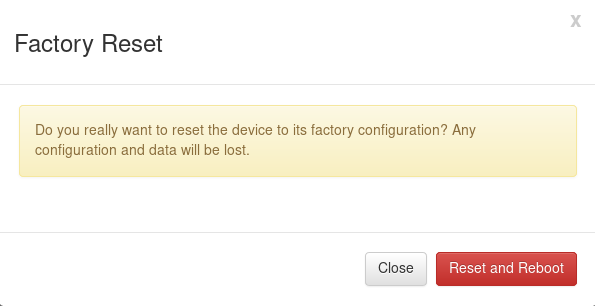 x
Factory Reset
Do you really want to reset the device to its factory configuration? Any
configuration and data will be lost.
Close
Reset and Reboot